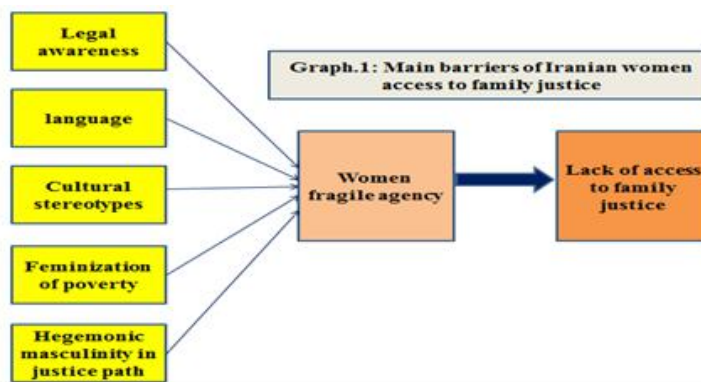 Legal
awareness
Graph.1: Main barriers of Iranian women
access to family justice
language
Cultural
stereotypes
Women
fragile agency
Lack of access
to family
justice
Feminization
of poverty
Hegemonic
masculinity in
justice path